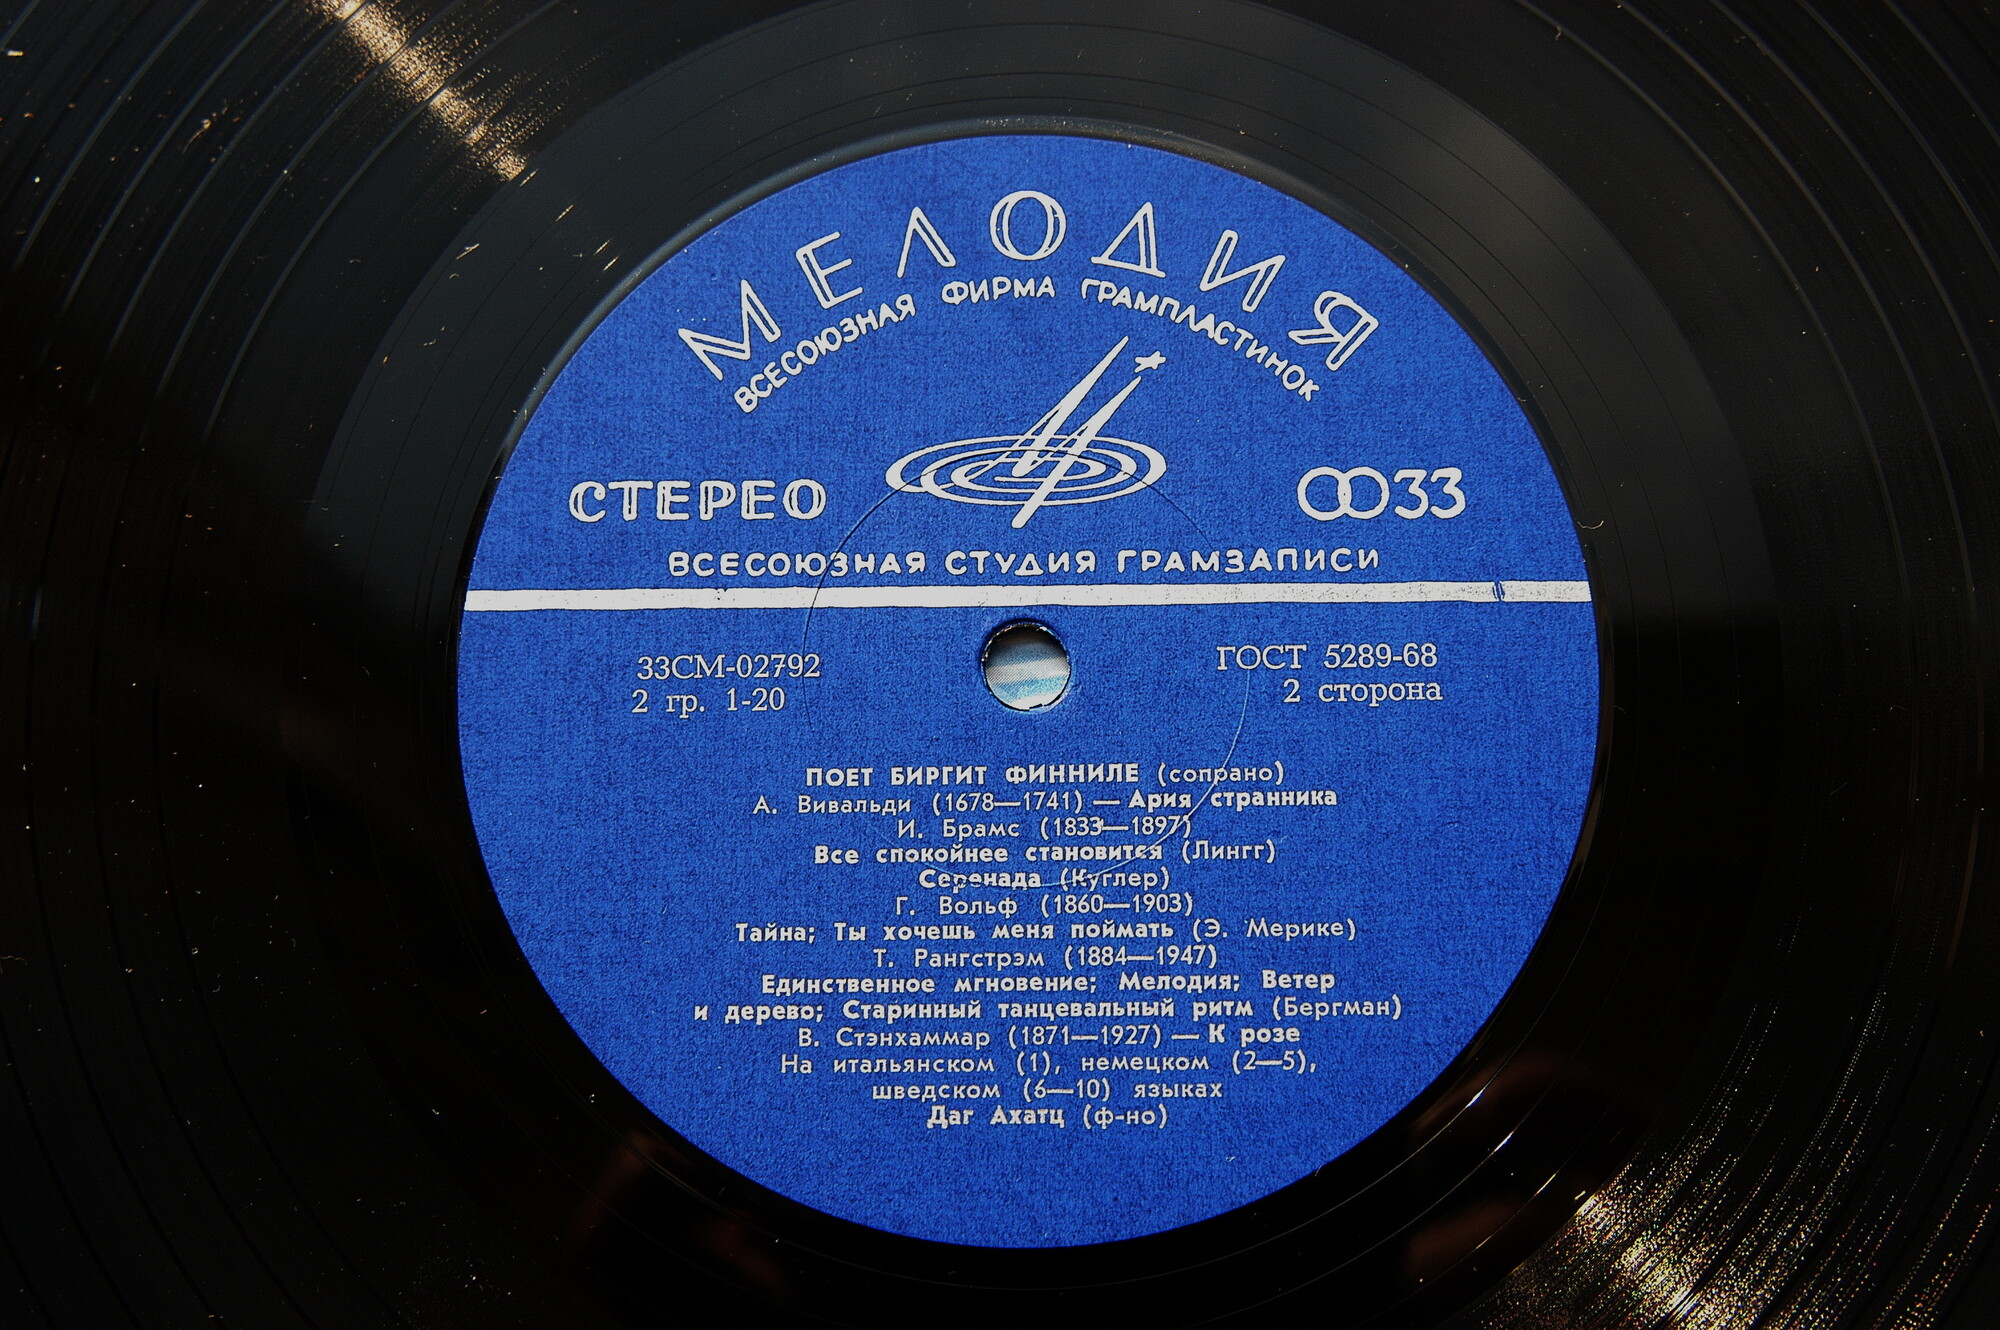 МЕЛОДИЯ
ВСЕСОЮЗНАЯ ФИРМА ГРАМПЛАСТИНОК
СТЕРЕО
33
ВСЕСОЮЗНАЯ СТУДИЯ ГРАМЗАПИСИ
33СМ-02792
2 гр. 1-20
ГОСТ 5289-68
2 сторона
ПОЕТ БИРГИТ ФИННИЛЕ (сопрано)
А. Вивальди (1678—1741) — Ария странника
И. Брамс (1833—1897)
Все спокойнее становится (Лингг)
Серенада (Куглер)
Г. Вольф (1860—1903)
Тайна; Ты хочешь меня поймать (Э. Мерике)
Т. Рангстрэм (1884—1947)
Единственное мгновение; Мелодия; Ветер
и дерево; Старинный танцевальный ритм (Бергман)
В. Стэнхаммар (1871—1927) — К розе
На итальянском (1), немецком (2—5),
шведском (6—10) языках
Даг Ахатц (ф-но)